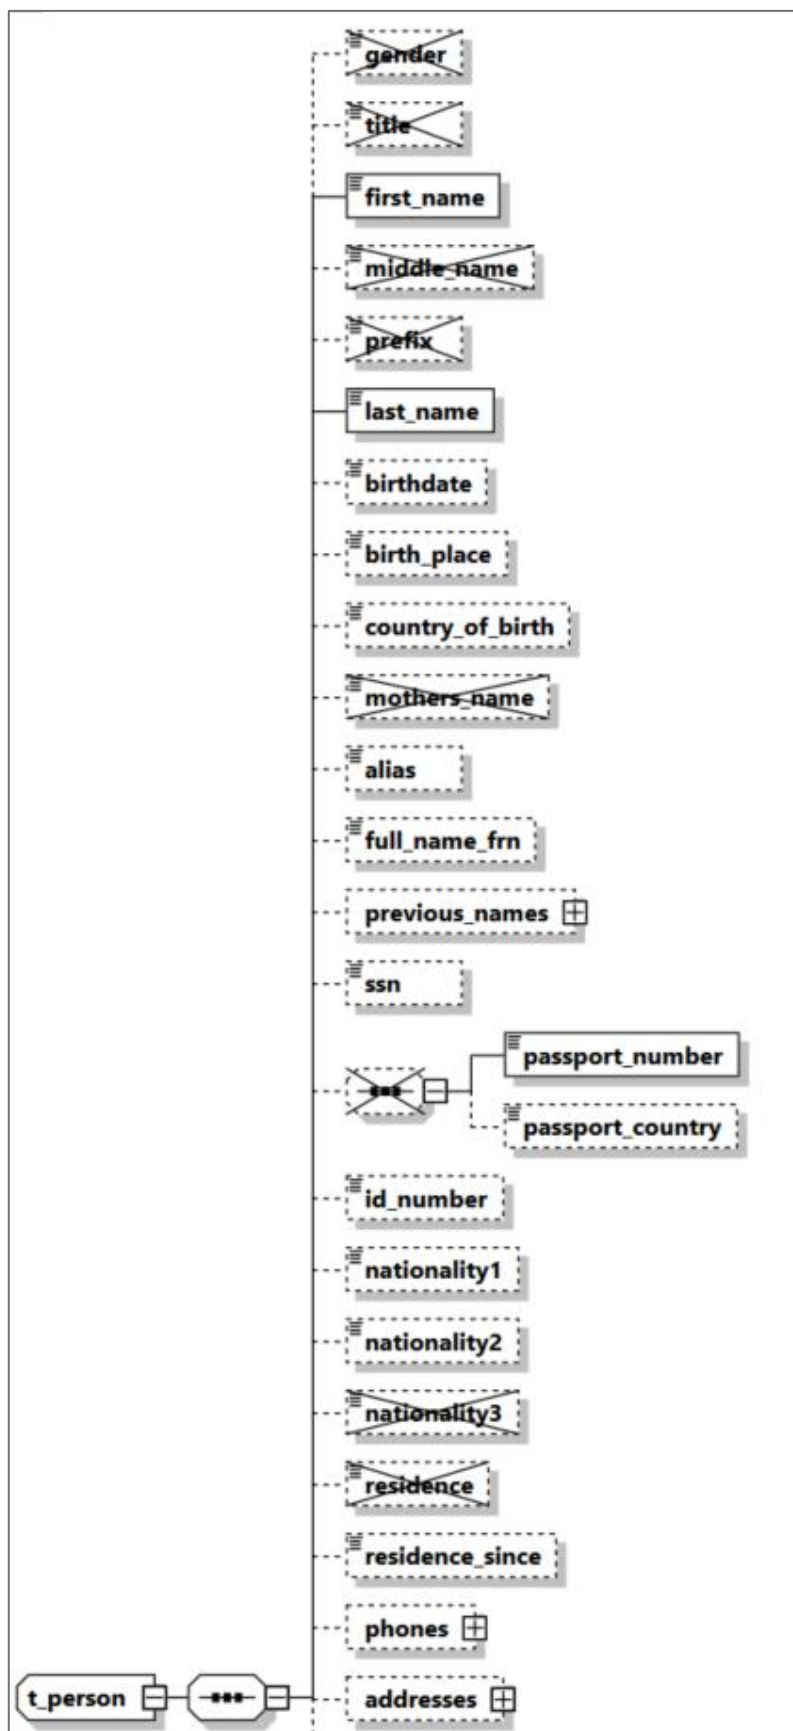 gender
title
first_name
middle_name
prefix
last_name
birthdate
birth_place
country_of_birth
mothers_name
alias
full_name_frn
previous_names
ssn
passport_number
passport_country
id_number
nationality1
nationality2
nationality3
residence
residence_since
phones
t_person
addresses